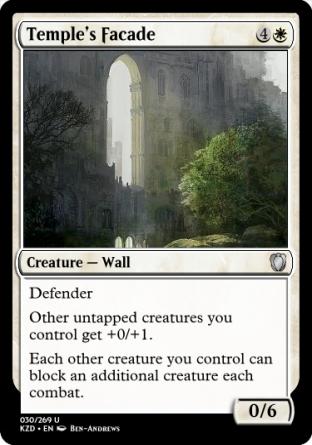 Temple's Facade 4
Creature — Wall
Defender
Other untapped creatures you
control get +0/+1.
Each other creature you control can
block an additional creature each
combat.
0/6
030/269 U
KZD • EN Ben-Andrews